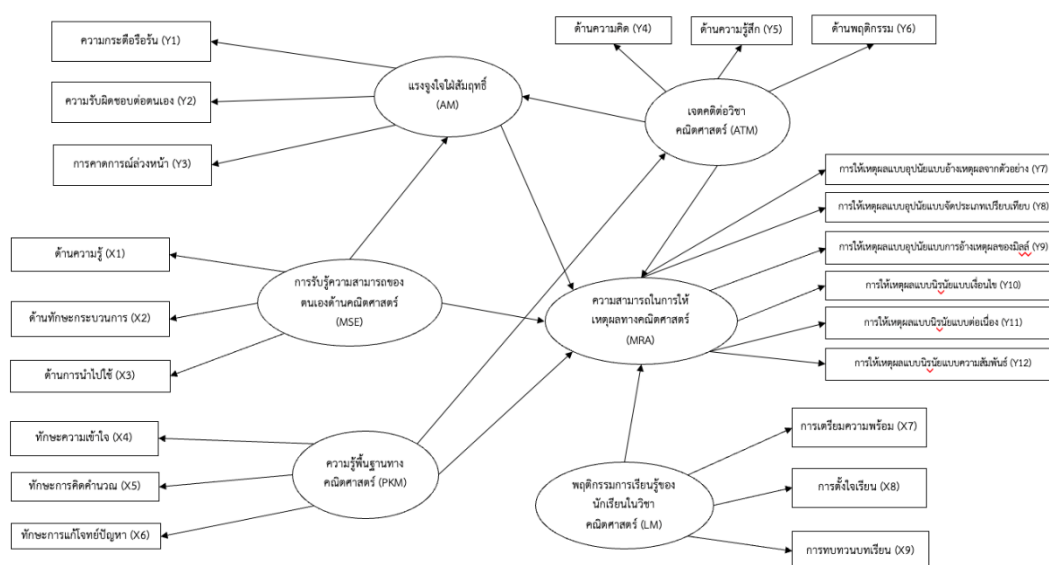 ความกระตือรือร้น (Y1)
ความรับผิดชอบต่อตนเอง (Y2)
การคาดการณ์ล่วงหน้า (Y3)
แรงจูงใจใฝ่สัมฤทธิ์
(AM)
ด้านความคิด (Y4)
ด้านความรู้สึก (Y5)
ด้านพฤติกรรม (Y6)
เจตคติต่อวิชา
คณิตศาสตร์ (ATM)
การให้เหตุผลแบบอุปนัยแบบอ้างเหตุผลจากตัวอย่าง (Y7)
การให้เหตุผลแบบอุปนัยแบบจัดประเภทเปรียบเทียบ (Y8)
การให้เหตุผลแบบอุปนัยแบบการอ้างเหตุผลของมิลล์ (Y9)
การให้เหตุผลแบบนิรนัยแบบเงื่อนไข (Y10)
การให้เหตุผลแบบนิรนัยแบบต่อเนื่อง (Y11)
การให้เหตุผลแบบนิรนัยแบบความสัมพันธ์ (Y12)
ด้านความรู้ (X1)
ด้านทักษะกระบวนการ (X2)
ด้านการนำไปใช้ (X3)
การรับรู้ความสามารถของ
ตนเองด้านคณิตศาสตร์
(MSE)
ความสามารถในการให้
เหตุผลทางคณิตศาสตร์
(MRA)
ทักษะความเข้าใจ (X4)
ทักษะการคิดคำนวณ (X5)
ทักษะการแก้โจทย์ปัญหา (X6)
ความรู้พื้นฐานทาง
คณิตศาสตร์ (PKM)
พฤติกรรมการเรียนรู้ของ
นักเรียนในวิชา
คณิตศาสตร์ (LM)
การเตรียมความพร้อม (X7)
การตั้งใจเรียน (X8)
การทบทวนบทเรียน (X9)